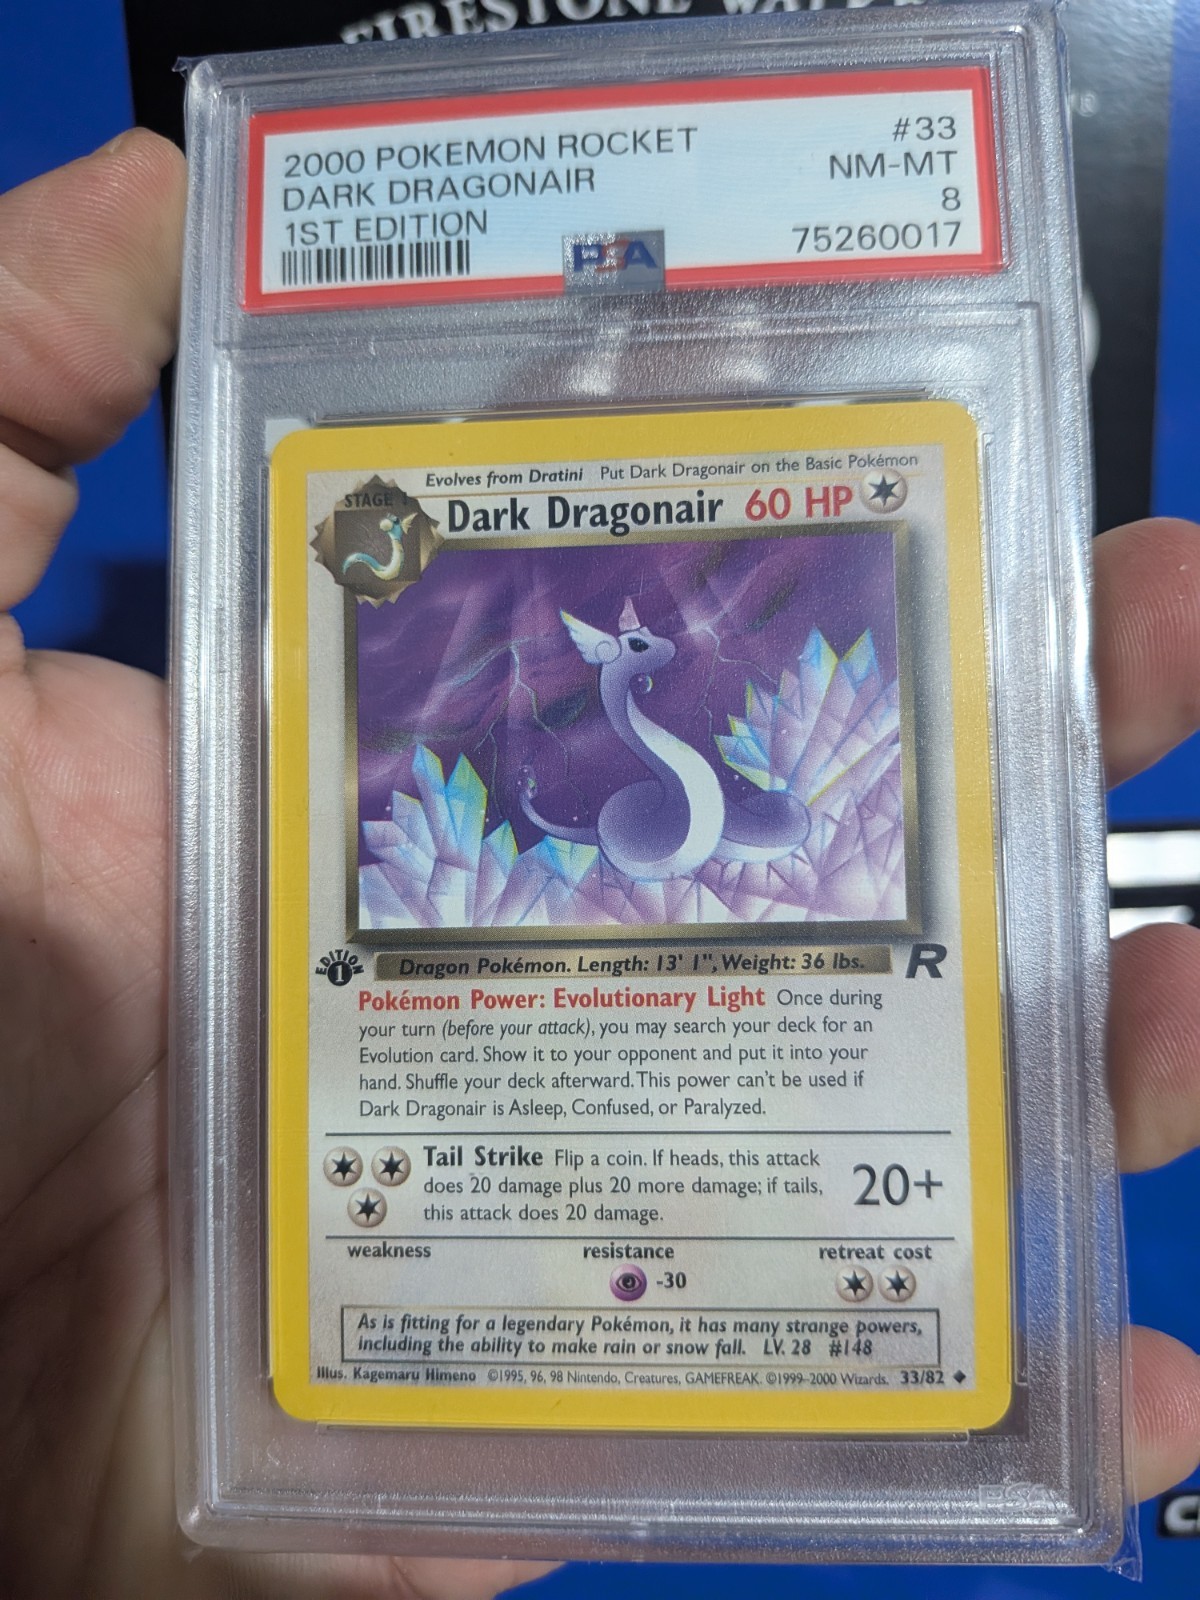 FIRESTONE
2000 POKEMON ROCKET #33
DARK DRAGONAIR NM-MT
1ST EDITION 8
75260017
PSA
Evolves from Dratini Put Dark Dragonair on the Basic Pokémon
STAGE 1
Dark Dragonair 60 HP
EDITION
1
Dragon Pokémon. Length: 13' 1", Weight: 36 lbs.
R
Pokémon Power: Evolutionary Light Once during
your turn (before your attack), you may search your deck for an
Evolution card. Show it to your opponent and put it into your
hand. Shuffle your deck afterward. This power can't be used if
Dark Dragonair is Asleep, Confused, or Paralyzed.
Tail Strike Flip a coin. If heads, this attack
does 20 damage plus 20 more damage; if tails,
this attack does 20 damage.
20+
weakness resistance retreat cost
-30
As is fitting for a legendary Pokémon, it has many strange powers,
including the ability to make rain or snow fall. LV. 28 #148
Illus. Kagemaru Himeno ©1995, 96, 98 Nintendo, Creatures, GAMEFREAK. ©1999-2000 Wizards. 33/82
PSA